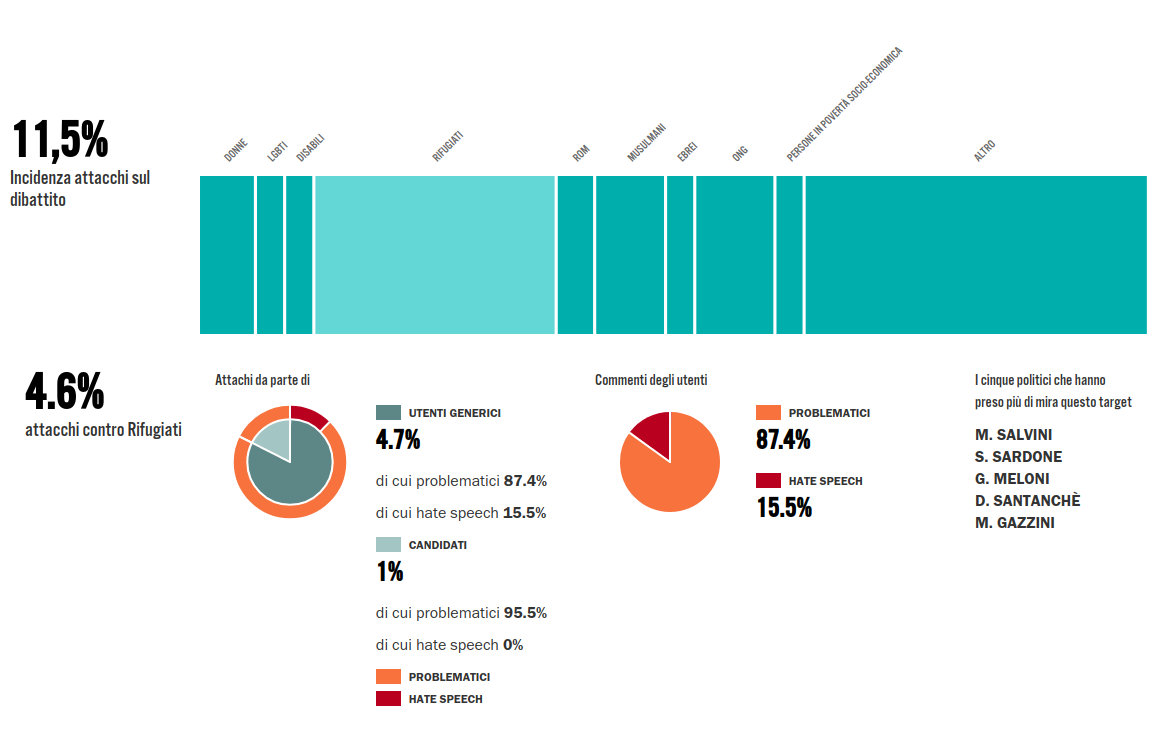 11,5%
Incidenza attacchi sul
dibattito
DONNE
LGBTI
DISABILI
RIFUGIATI
ROM
MUSULMANI
EBREI
ONG
PERSONE IN POVERTÀ SOCIO-ECONOMICA
ALTRO
4.6%
attacchi contro Rifugiati
Attachi da parte di
UTENTI GENERICI
4.7%
di cui problematici 87.4%
di cui hate speech 15.5%
CANDIDATI
1%
di cui problematici 95.5%
di cui hate speech 0%
PROBLEMATICI
HATE SPEECH
Commenti degli utenti
PROBLEMATICI
87.4%
HATE SPEECH
15.5%
I cinque politici che hanno
preso più di mira questo target
M. SALVINI
S. SARDONE
G. MELONI
D. SANTANCHÈ
M. GAZZINI